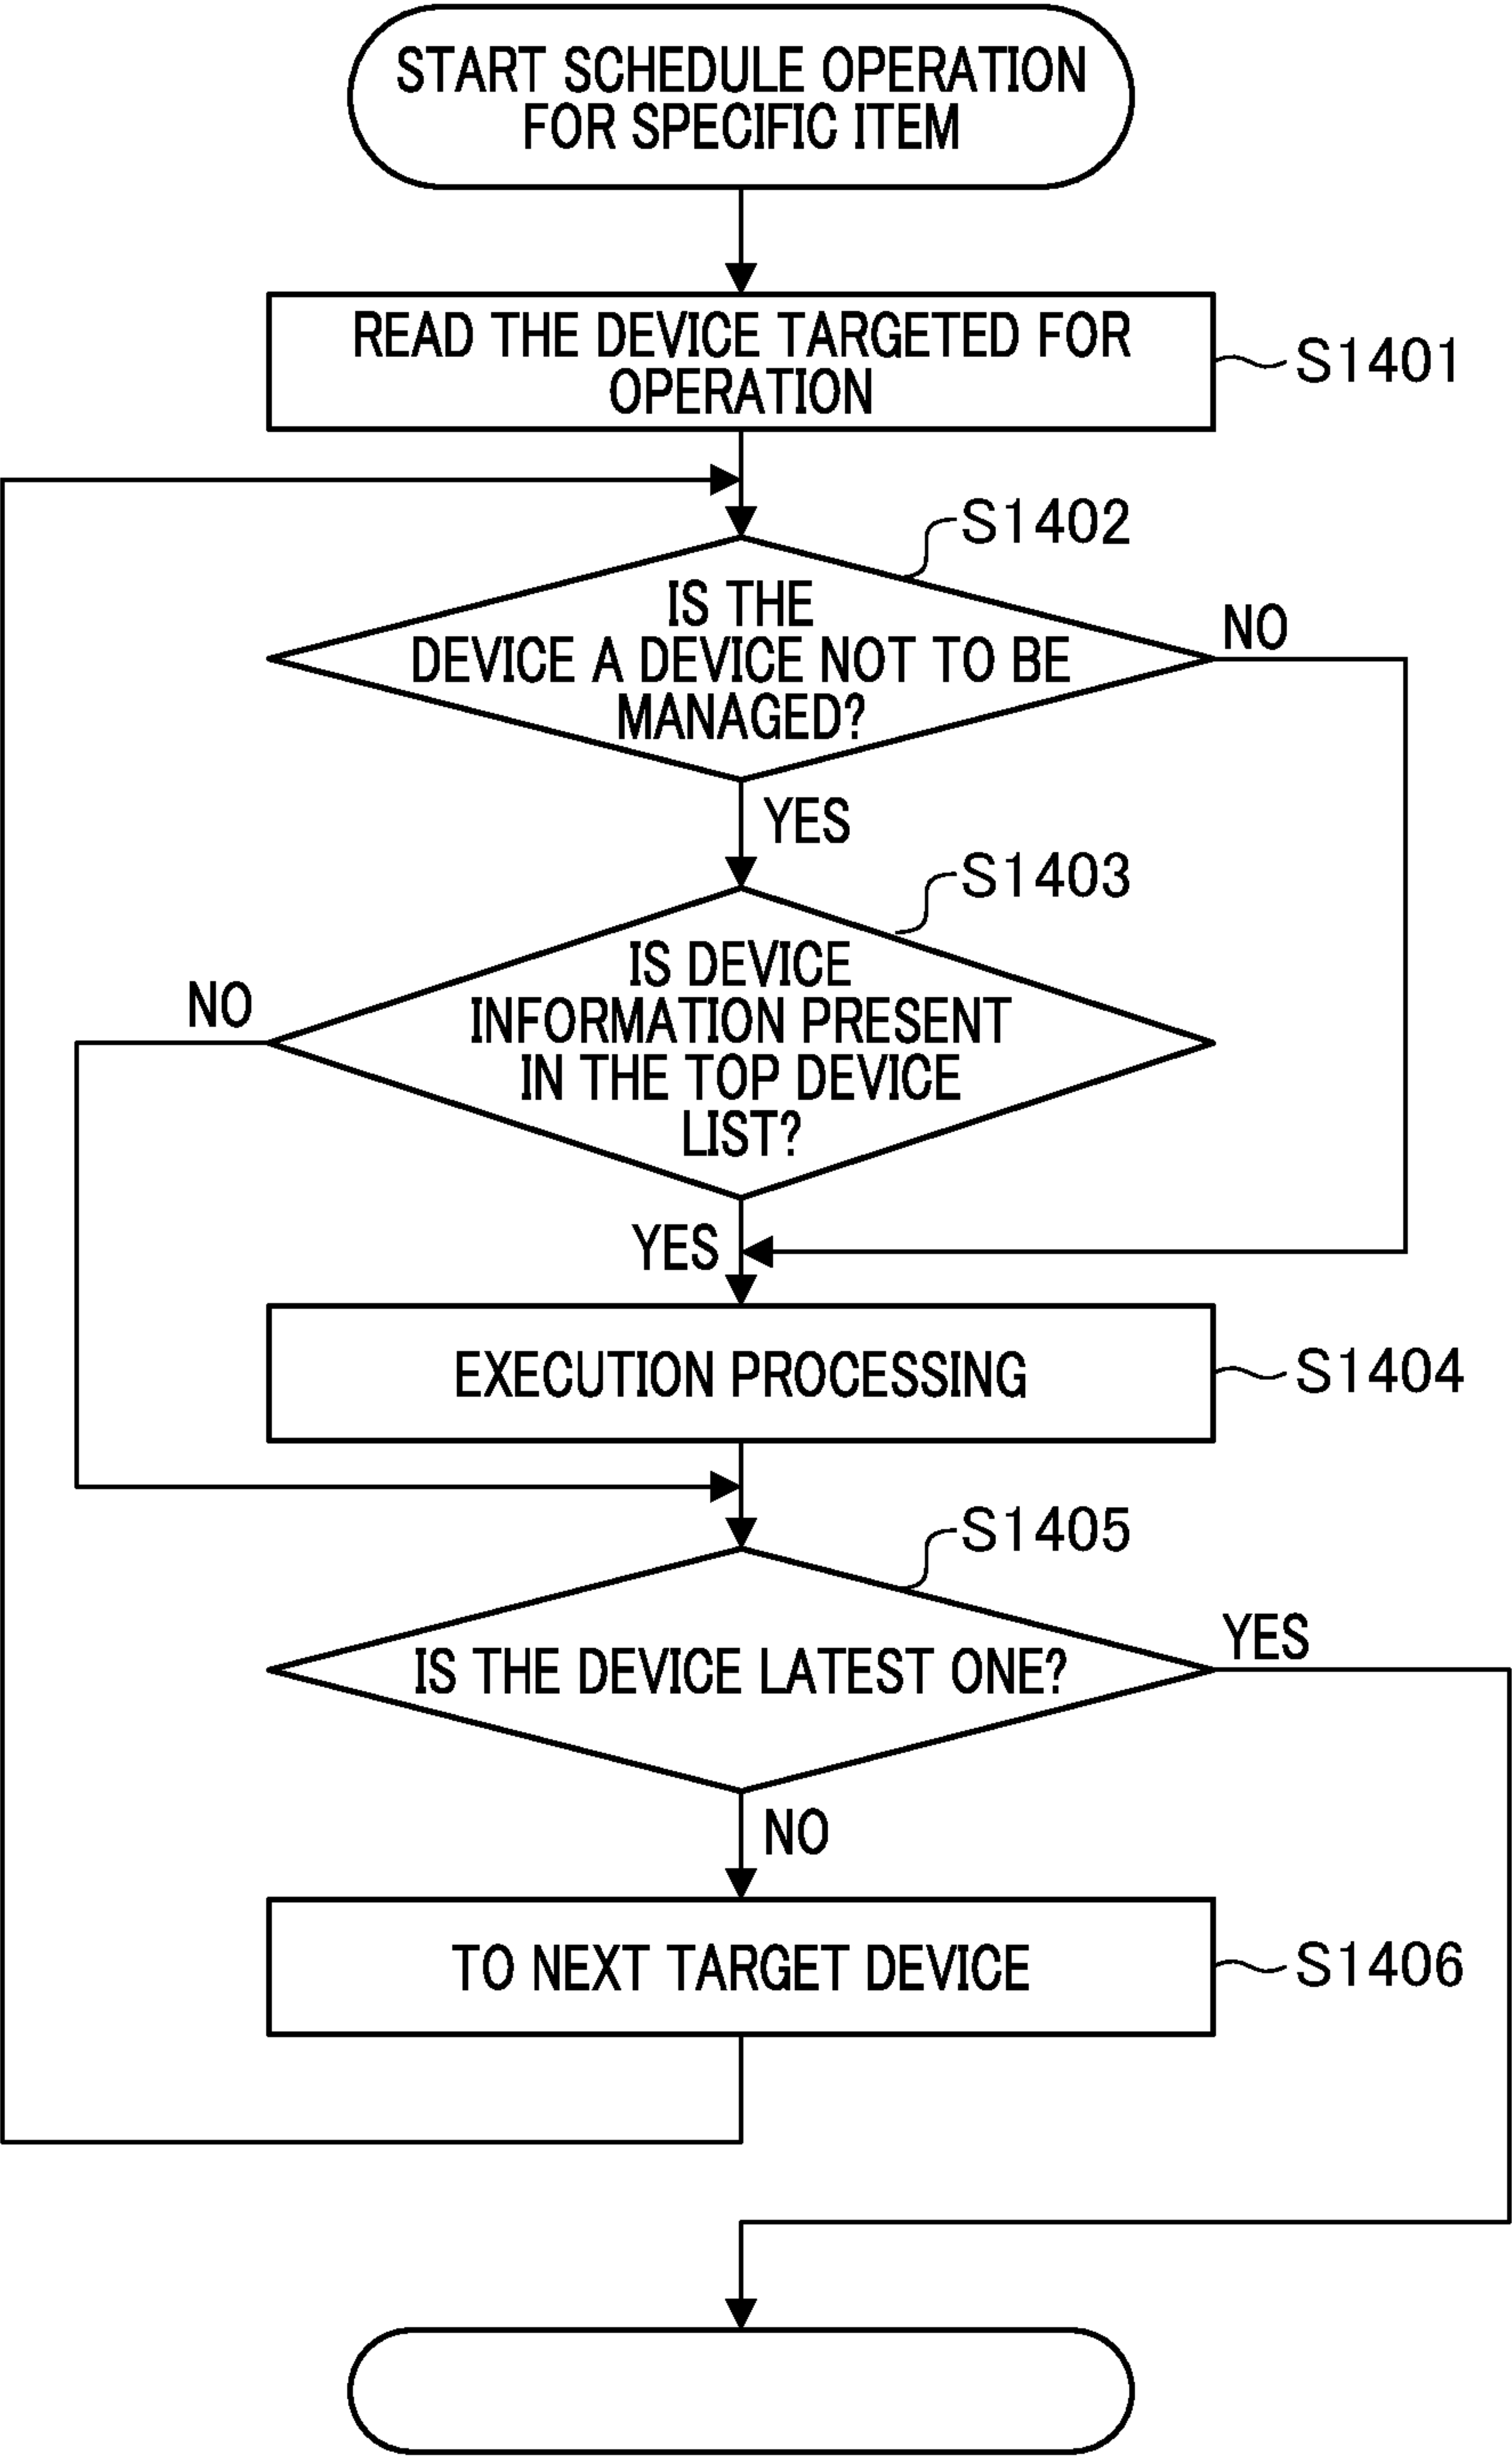 START SCHEDULE OPERATION
FOR SPECIFIC ITEM
READ THE DEVICE TARGETED FOR
OPERATION
S1401
S1402
IS THE
DEVICE A DEVICE NOT TO BE
MANAGED?
NO
YES
S1403
IS DEVICE
INFORMATION PRESENT
IN THE TOP DEVICE
LIST?
NO
YES
EXECUTION PROCESSING
S1404
S1405
IS THE DEVICE LATEST ONE?
YES
NO
TO NEXT TARGET DEVICE
S1406